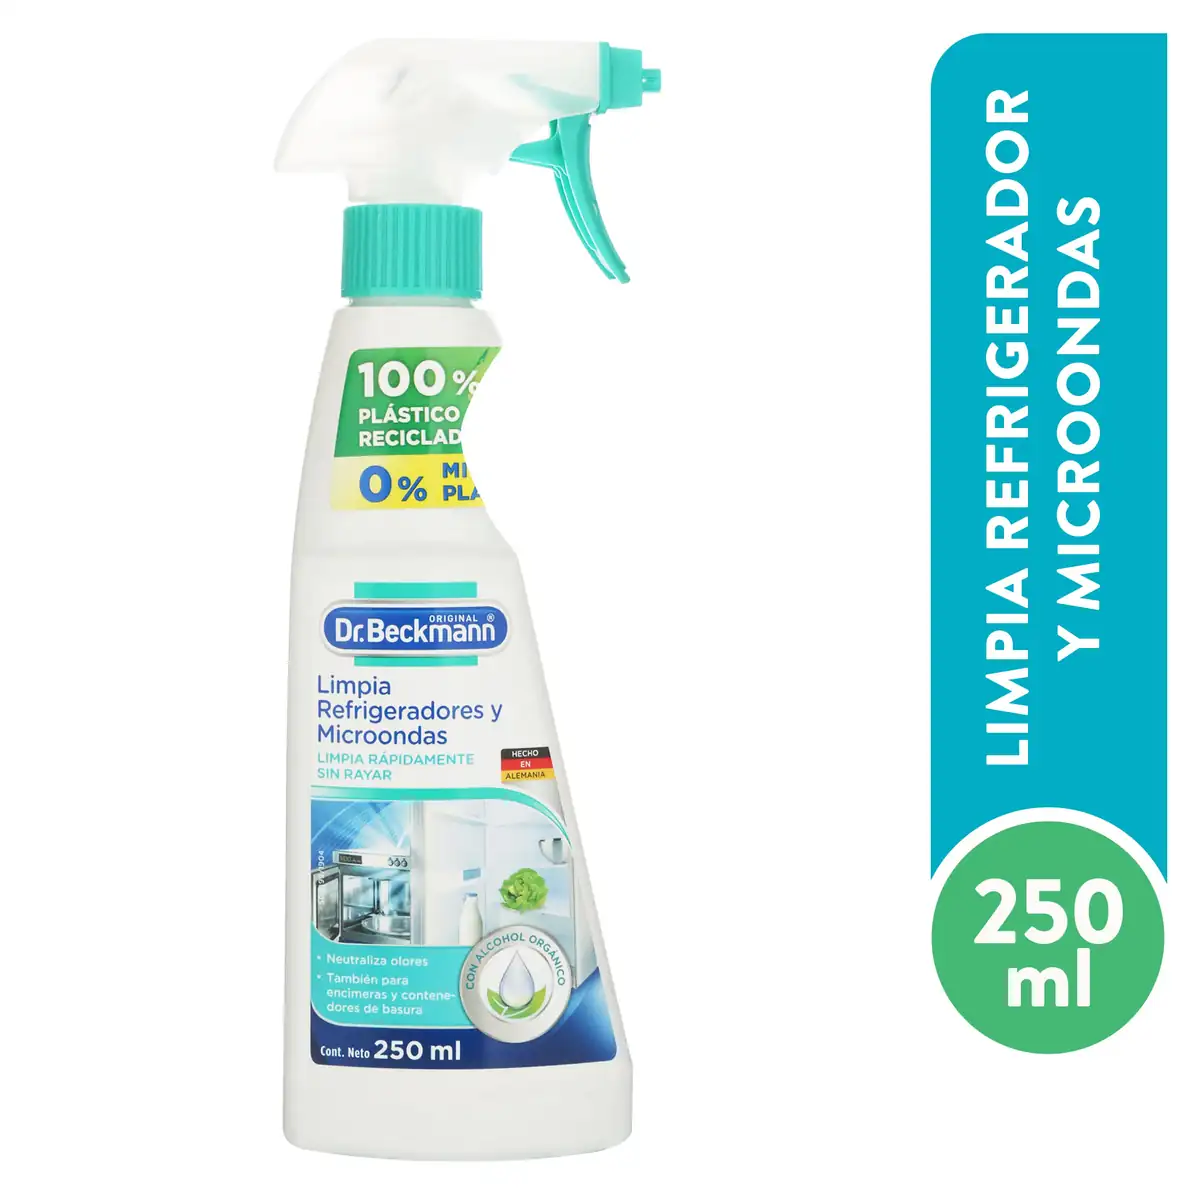 100%
PLÁSTICO
RECICLAD
0%
ORIGINAL
Dr.Beckmann®
Limpia
Refrigeradores y
Microondas
LIMPIA RÁPIDAMENTE
SIN RAYAR
HECHO
EN
ALEMANIA
CON ALCOHOL ORGÁNICO
• Neutraliza olores
• También para
encimeras y contene-
dores de basura
Cont. Neto 250 ml
LIMPIA REFRIGERADOR
Y MICROONDAS
250
ml